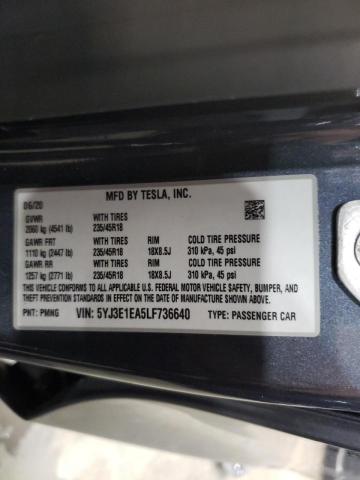 MFD BY TESLA, INC.
06/20
GVWR WITH TIRES
2060 kg (4541 lb) 235/45R18
GAWR FRT WITH TIRES RIM COLD TIRE PRESSURE
1110 kg (2447 lb) 235/45R18 18X8.5J 310 kPa, 45 psi
GAWR RR WITH TIRES RIM COLD TIRE PRESSURE
1257 kg (2771 lb) 235/45R18 18X8.5J 310 kPa, 45 psi
THIS VEHICLE CONFORMS TO ALL APPLICABLE U.S. FEDERAL MOTOR VEHICLE SAFETY, BUMPER, AND
THEFT PREVENTION STANDARDS IN EFFECT ON THE DATE OF MANUFACTURE SHOWN ABOVE.
PNT: PMNG VIN: 5YJ3E1EA5LF736640 TYPE: PASSENGER CAR